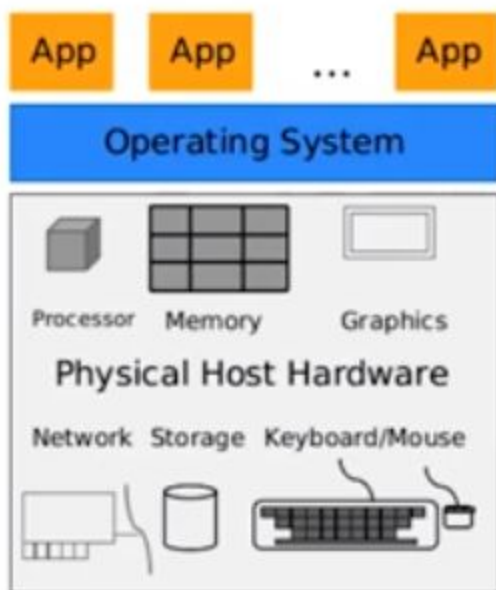 App App ... App
Operating System
Processor Memory Graphics
Physical Host Hardware
Network Storage Keyboard/Mouse